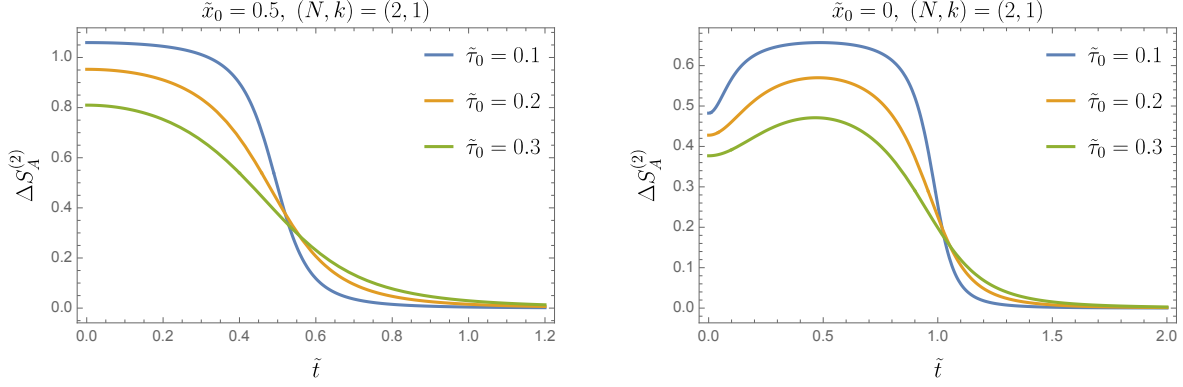 x̃₀ = 0.5, (N, k) = (2, 1)
τ̃₀ = 0.1
τ̃₀ = 0.2
τ̃₀ = 0.3
ΔS_A^(2)
1.0
0.8
0.6
0.4
0.2
0.0
0.0 0.2 0.4 0.6 0.8 1.0 1.2
t̃
x̃₀ = 0, (N, k) = (2, 1)
τ̃₀ = 0.1
τ̃₀ = 0.2
τ̃₀ = 0.3
ΔS_A^(2)
0.6
0.5
0.4
0.3
0.2
0.1
0.0
0.0 0.5 1.0 1.5 2.0
t̃